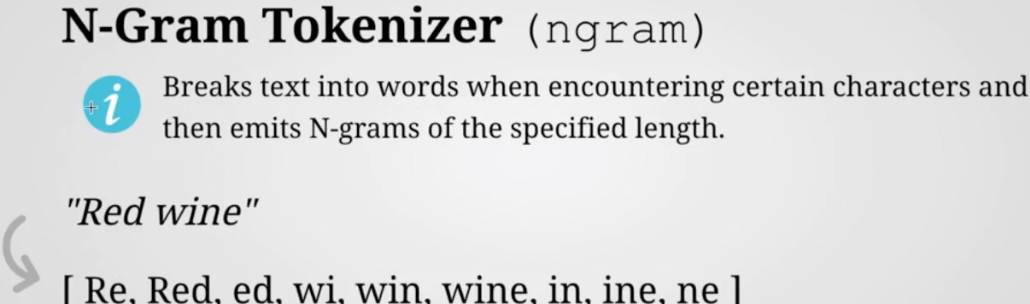 N-Gram Tokenizer (ngram)
i
Breaks text into words when encountering certain characters and
then emits N-grams of the specified length.
"Red wine"
[ Re, Red, ed, wi, win, wine, in, ine, ne ]